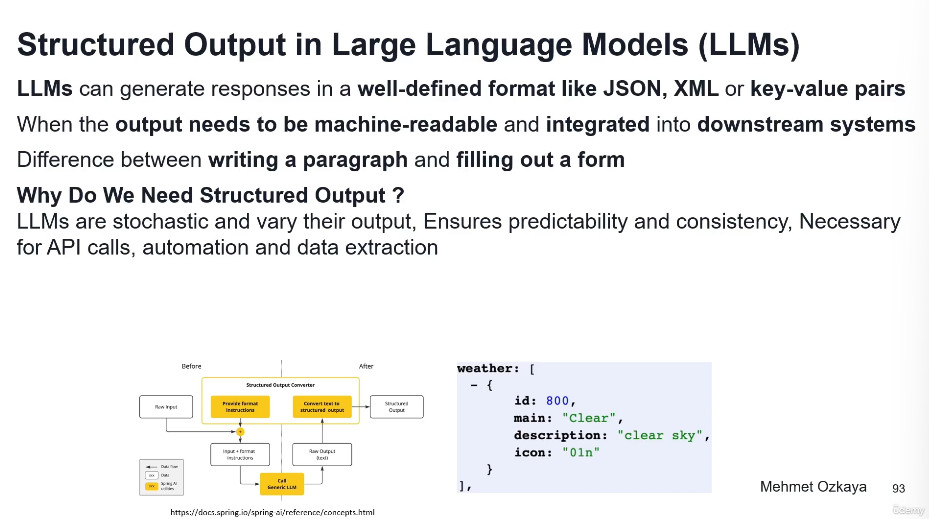 Structured Output in Large Language Models (LLMs)
LLMs can generate responses in a well-defined format like JSON, XML or key-value pairs
When the output needs to be machine-readable and integrated into downstream systems
Difference between writing a paragraph and filling out a form
Why Do We Need Structured Output ?
LLMs are stochastic and vary their output, Ensures predictability and consistency, Necessary
for API calls, automation and data extraction
Before
After
Structured Output Converter
Raw Input
Provide format
instructions
Convert text to
structured output
Structured
Output
+
Input + format
instructions
Raw Output
(text)
Call
Generic LLM
Data flow
Data
Spring AI
utilities
https://docs.spring.io/spring-ai/reference/concepts.html
weather: [
- {
id: 800,
main: "Clear",
description: "clear sky",
icon: "01n"
}
],
Mehmet Ozkaya
93
Udemy